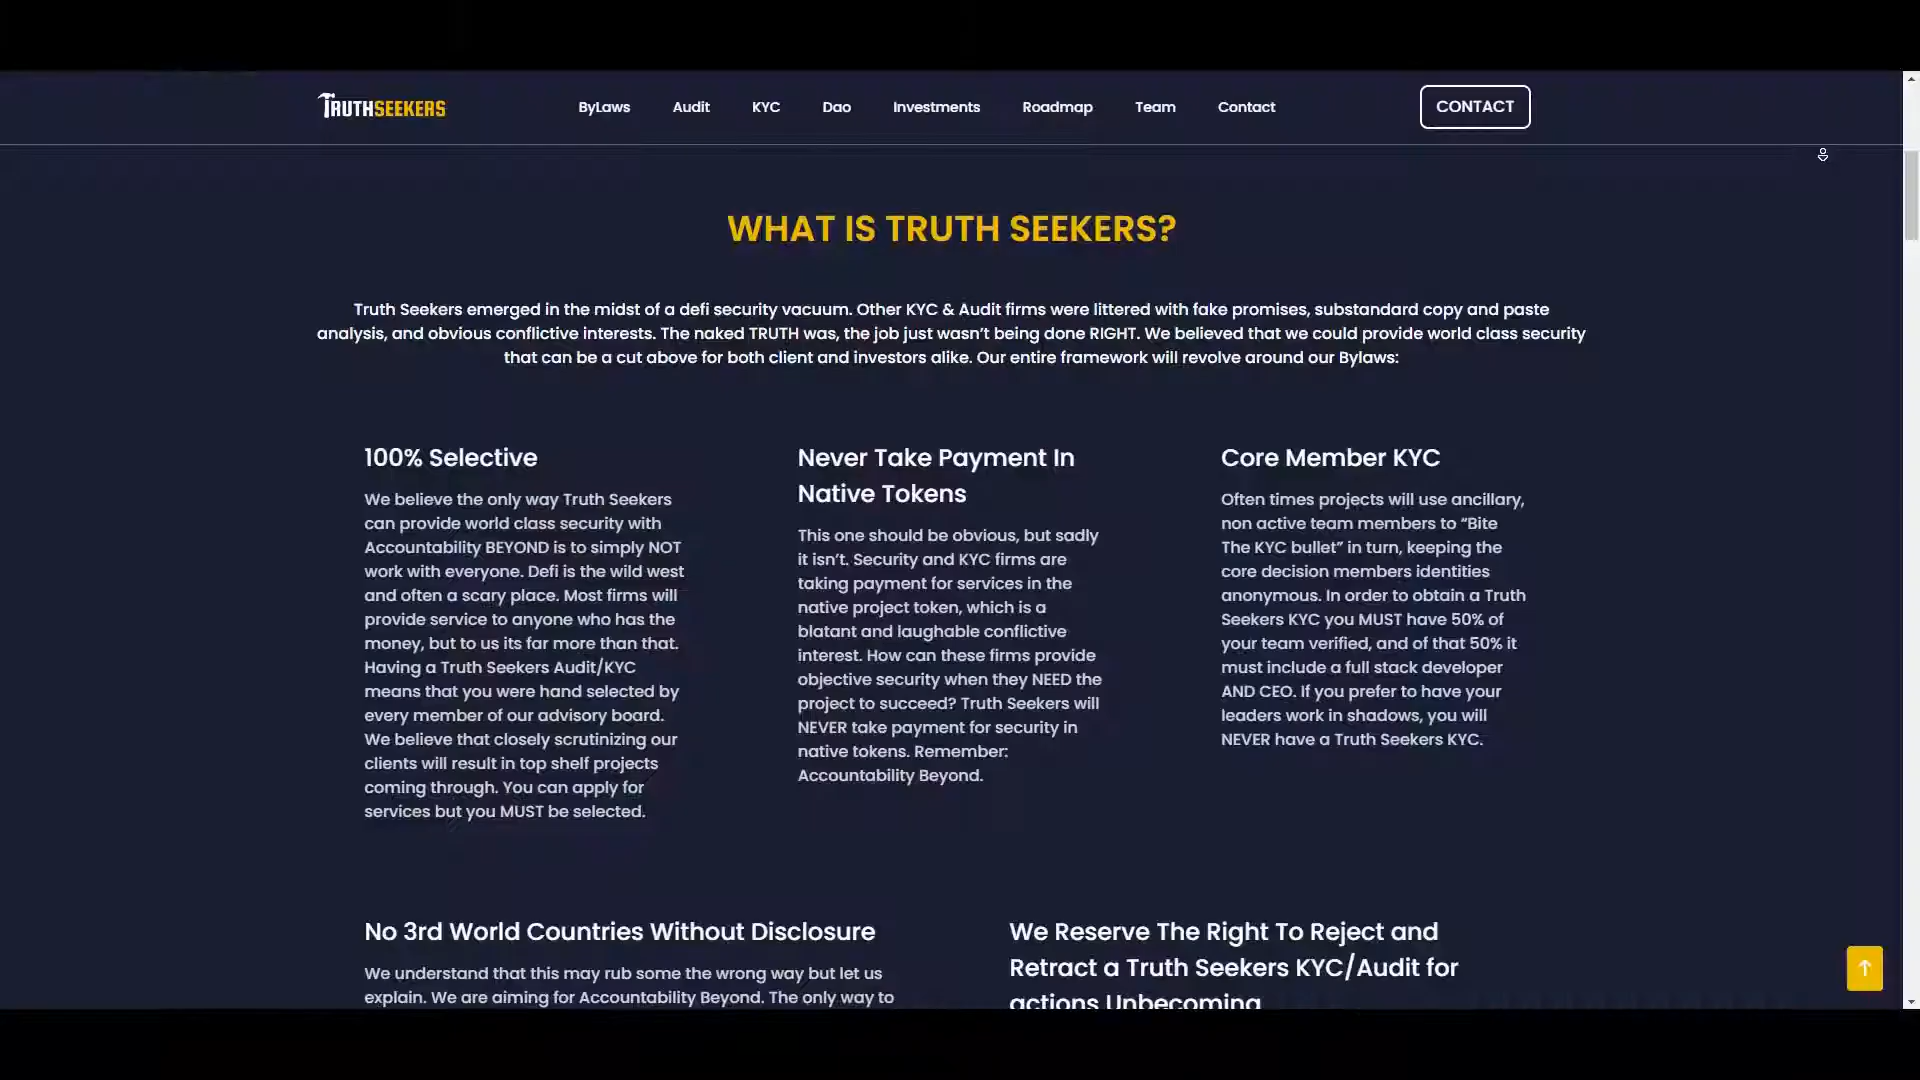 TRUTHSEEKERS
ByLaws Audit KYC Dao Investments Roadmap Team Contact
CONTACT
WHAT IS TRUTH SEEKERS?
Truth Seekers emerged in the midst of a defi security vacuum. Other KYC & Audit firms were littered with fake promises, substandard copy and paste
analysis, and obvious conflictive interests. The naked TRUTH was, the job just wasn't being done RIGHT. We believed that we could provide world class security
that can be a cut above for both client and investors alike. Our entire framework will revolve around our Bylaws:
100% Selective
We believe the only way Truth Seekers
can provide world class security with
Accountability BEYOND is to simply NOT
work with everyone. Defi is the wild west
and often a scary place. Most firms will
provide service to anyone who has the
money, but to us its far more than that.
Having a Truth Seekers Audit/KYC
means that you were hand selected by
every member of our advisory board.
We believe that closely scrutinizing our
clients will result in top shelf projects
coming through. You can apply for
services but you MUST be selected.
Never Take Payment In
Native Tokens
This one should be obvious, but sadly
it isn't. Security and KYC firms are
taking payment for services in the
native project token, which is a
blatant and laughable conflictive
interest. How can these firms provide
objective security when they NEED the
project to succeed? Truth Seekers will
NEVER take payment for security in
native tokens. Remember:
Accountability Beyond.
Core Member KYC
Often times projects will use ancillary,
non active team members to “Bite
The KYC bullet” in turn, keeping the
core decision members identities
anonymous. In order to obtain a Truth
Seekers KYC you MUST have 50% of
your team verified, and of that 50% it
must include a full stack developer
AND CEO. If you prefer to have your
leaders work in shadows, you will
NEVER have a Truth Seekers KYC.
No 3rd World Countries Without Disclosure
We understand that this may rub some the wrong way but let us
explain. We are aiming for Accountability Beyond. The only way to
We Reserve The Right To Reject and
Retract a Truth Seekers KYC/Audit for
actions Unbecoming